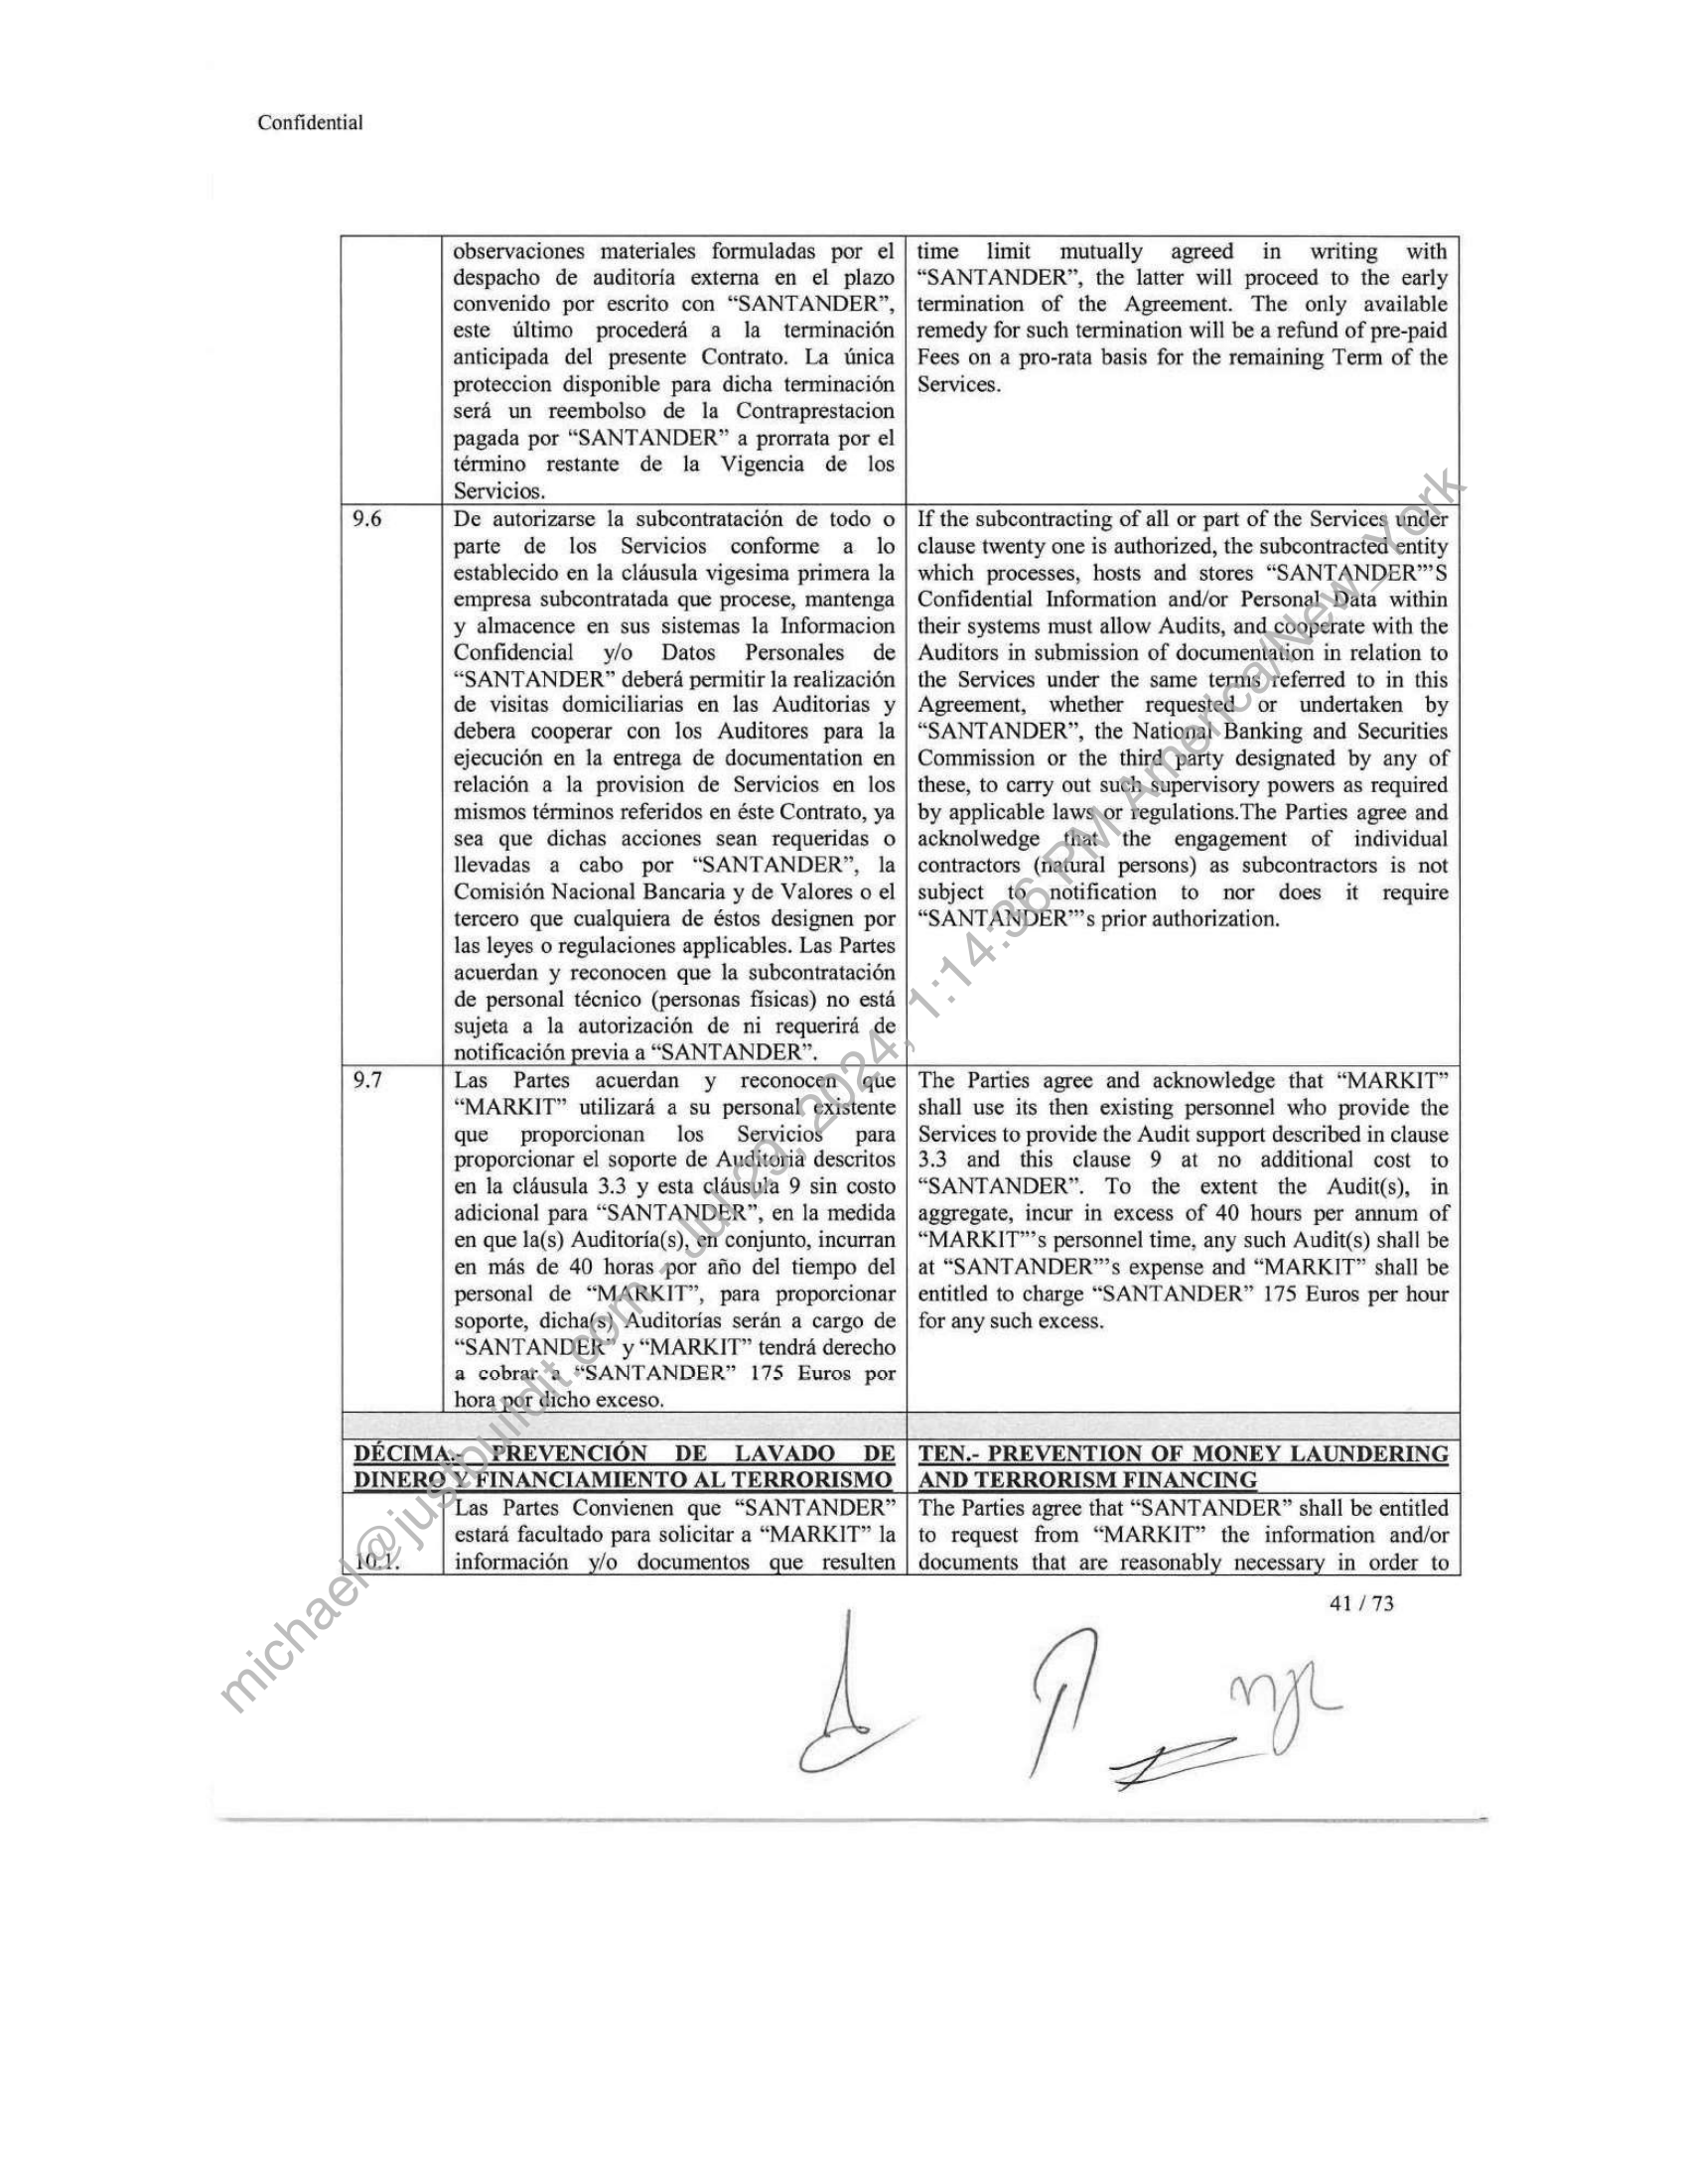 Confidential
observaciones materiales formuladas por el
despacho de auditoría externa en el plazo
convenido por escrito con “SANTANDER”,
este último procederá a la terminación
anticipada del presente Contrato. La única
proteccion disponible para dicha terminación
será un reembolso de la Contraprestacion
pagada por “SANTANDER” a prorrata por el
término restante de la Vigencia de los
Servicios.
time limit mutually agreed in writing with
“SANTANDER”, the latter will proceed to the early
termination of the Agreement. The only available
remedy for such termination will be a refund of pre-paid
Fees on a pro-rata basis for the remaining Term of the
Services.
9.6
De autorizarse la subcontratación de todo o
parte de los Servicios conforme a lo
establecido en la cláusula vigesima primera la
empresa subcontratada que procese, mantenga
y almacence en sus sistemas la Informacion
Confidencial y/o Datos Personales de
“SANTANDER” deberá permitir la realización
de visitas domiciliarias en las Auditorias y
debera cooperar con los Auditores para la
ejecución en la entrega de documentation en
relación a la provision de Servicios en los
mismos términos referidos en éste Contrato, ya
sea que dichas acciones sean requeridas o
llevadas a cabo por “SANTANDER”, la
Comisión Nacional Bancaria y de Valores o el
tercero que cualquiera de éstos designen por
las leyes o regulaciones applicables. Las Partes
acuerdan y reconocen que la subcontratación
de personal técnico (personas físicas) no está
sujeta a la autorización de ni requerirá de
notificación previa a “SANTANDER”.
If the subcontracting of all or part of the Services under
clause twenty one is authorized, the subcontracted entity
which processes, hosts and stores “SANTANDER”’S
Confidential Information and/or Personal Data within
their systems must allow Audits, and cooperate with the
Auditors in submission of documentation in relation to
the Services under the same terms referred to in this
Agreement, whether requested or undertaken by
“SANTANDER”, the National Banking and Securities
Commission or the third party designated by any of
these, to carry out such supervisory powers as required
by applicable laws or regulations.The Parties agree and
acknolwedge that the engagement of individual
contractors (natural persons) as subcontractors is not
subject to notification to nor does it require
“SANTANDER”’s prior authorization.
9.7
Las Partes acuerdan y reconocen que
“MARKIT” utilizará a su personal existente
que proporcionan los Servicios para
proporcionar el soporte de Auditoria descritos
en la cláusula 3.3 y esta cláusula 9 sin costo
adicional para “SANTANDER”, en la medida
en que la(s) Auditoría(s), en conjunto, incurran
en más de 40 horas por año del tiempo del
personal de “MARKIT”, para proporcionar
soporte, dicha(s) Auditorías serán a cargo de
“SANTANDER” y “MARKIT” tendrá derecho
a cobrar a “SANTANDER” 175 Euros por
hora por dicho exceso.
The Parties agree and acknowledge that “MARKIT”
shall use its then existing personnel who provide the
Services to provide the Audit support described in clause
3.3 and this clause 9 at no additional cost to
“SANTANDER”. To the extent the Audit(s), in
aggregate, incur in excess of 40 hours per annum of
“MARKIT”’s personnel time, any such Audit(s) shall be
at “SANTANDER”’s expense and “MARKIT” shall be
entitled to charge “SANTANDER” 175 Euros per hour
for any such excess.
DÉCIMA.- PREVENCIÓN DE LAVADO DE
DINERO Y FINANCIAMIENTO AL TERRORISMO
TEN.- PREVENTION OF MONEY LAUNDERING
AND TERRORISM FINANCING
10.1.
Las Partes Convienen que “SANTANDER”
estará facultado para solicitar a “MARKIT” la
información y/o documentos que resulten
The Parties agree that “SANTANDER” shall be entitled
to request from “MARKIT” the information and/or
documents that are reasonably necessary in order to
41 / 73
michael@justbuildit.com - Jul 29, 2024, 1:14:36 PM America/New_York